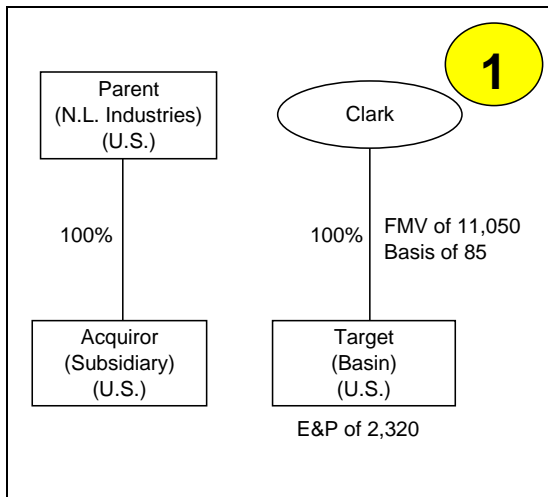 1
Parent
(N.L. Industries)
(U.S.)
Clark
100%
100%
FMV of 11,050
Basis of 85
Acquiror
(Subsidiary)
(U.S.)
Target
(Basin)
(U.S.)
E&P of 2,320